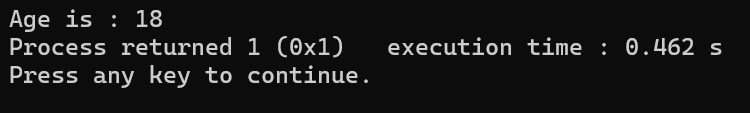 Age is : 18
Process returned 1 (0x1)   execution time : 0.462 s
Press any key to continue.